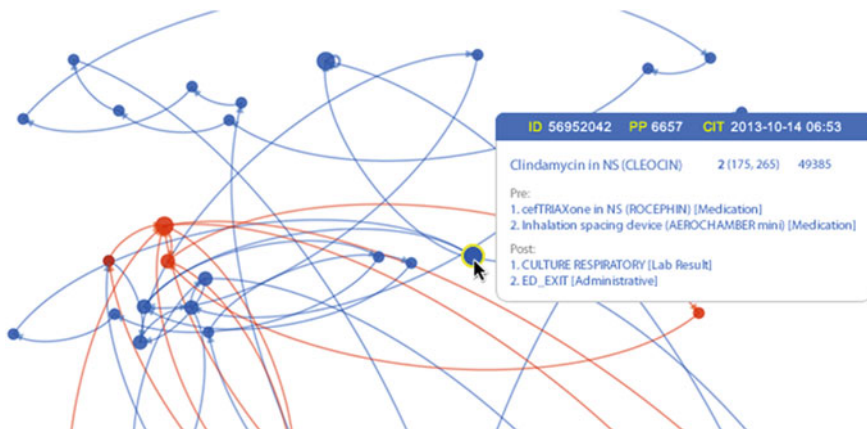 ID 56952042 PP 6657 CIT 2013-10-14 06:53
Clindamycin in NS (CLEOCIN) 2 (175, 265) 49385
Pre:
1. cefTRIAXone in NS (ROCEPHIN) [Medication]
2. Inhalation spacing device (AEROCHAMBER mini) [Medication]
Post:
1. CULTURE RESPIRATORY [Lab Result]
2. ED_EXIT [Administrative]